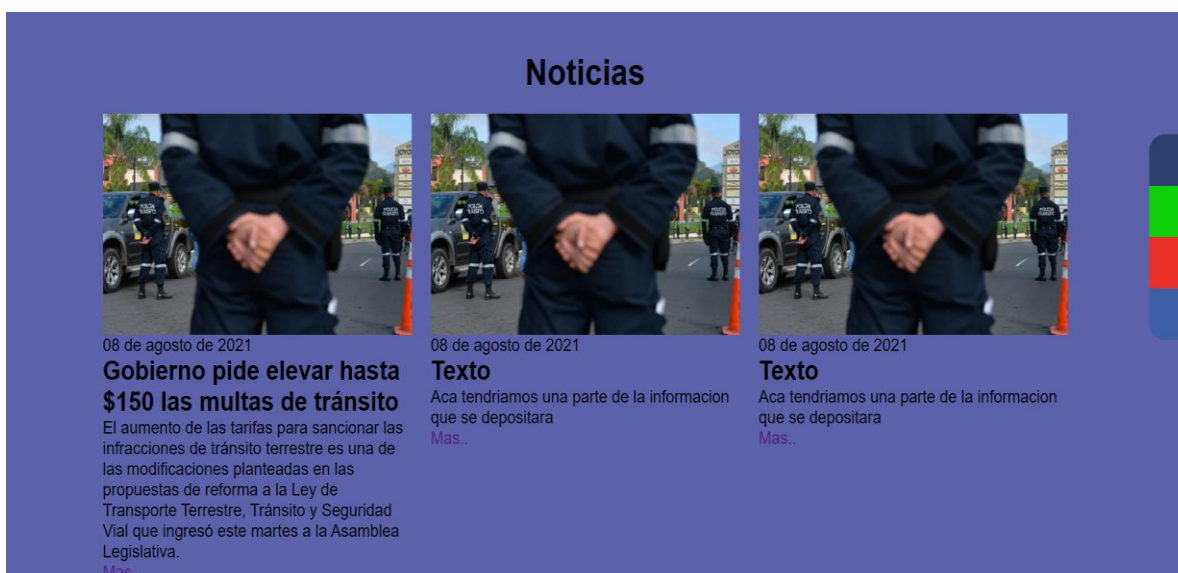 Noticias
08 de agosto de 2021
Gobierno pide elevar hasta
$150 las multas de tránsito
El aumento de las tarifas para sancionar las
infracciones de tránsito terrestre es una de
las modificaciones planteadas en las
propuestas de reforma a la Ley de
Transporte Terrestre, Tránsito y Seguridad
Vial que ingresó este martes a la Asamblea
Legislativa.
Mas..
08 de agosto de 2021
Texto
Aca tendriamos una parte de la informacion
que se depositara
Mas..
08 de agosto de 2021
Texto
Aca tendriamos una parte de la informacion
que se depositara
Mas..